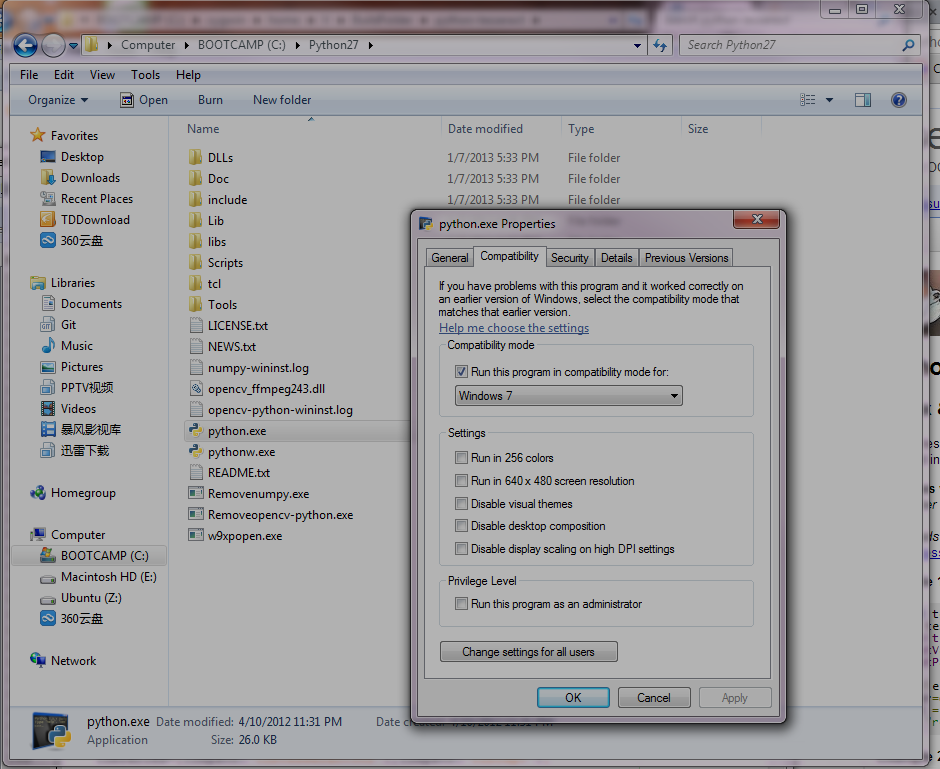 Computer ▸ BOOTCAMP (C:) ▸ Python27 ▸
Search Python27
File Edit View Tools Help
Organize Open Burn New folder
Name Date modified Type Size
Favorites
Desktop
Downloads
Recent Places
TDDownload
360云盘
Libraries
Documents
Git
Music
Pictures
PPTV视频
Videos
暴风影视库
迅雷下载
Homegroup
Computer
BOOTCAMP (C:)
Macintosh HD (E:)
Ubuntu (Z:)
360云盘
Network
DLLs 1/7/2013 5:33 PM File folder
Doc 1/7/2013 5:33 PM File folder
include 1/7/2013 5:33 PM File folder
Lib
libs
Scripts
tcl
Tools
LICENSE.txt
NEWS.txt
numpy-wininst.log
opencv_ffmpeg243.dll
opencv-python-wininst.log
python.exe
pythonw.exe
README.txt
Removenumpy.exe
Removeopencv-python.exe
w9xpopen.exe
python.exe Properties
General Compatibility Security Details Previous Versions
If you have problems with this program and it worked correctly on
an earlier version of Windows, select the compatibility mode that
matches that earlier version.
Help me choose the settings
Compatibility mode
Run this program in compatibility mode for:
Windows 7
Settings
Run in 256 colors
Run in 640 x 480 screen resolution
Disable visual themes
Disable desktop composition
Disable display scaling on high DPI settings
Privilege Level
Run this program as an administrator
Change settings for all users
OK Cancel Apply
python.exe Date modified: 4/10/2012 11:31 PM Date created: 4/10/2012 11:31 PM
Application Size: 26.0 KB